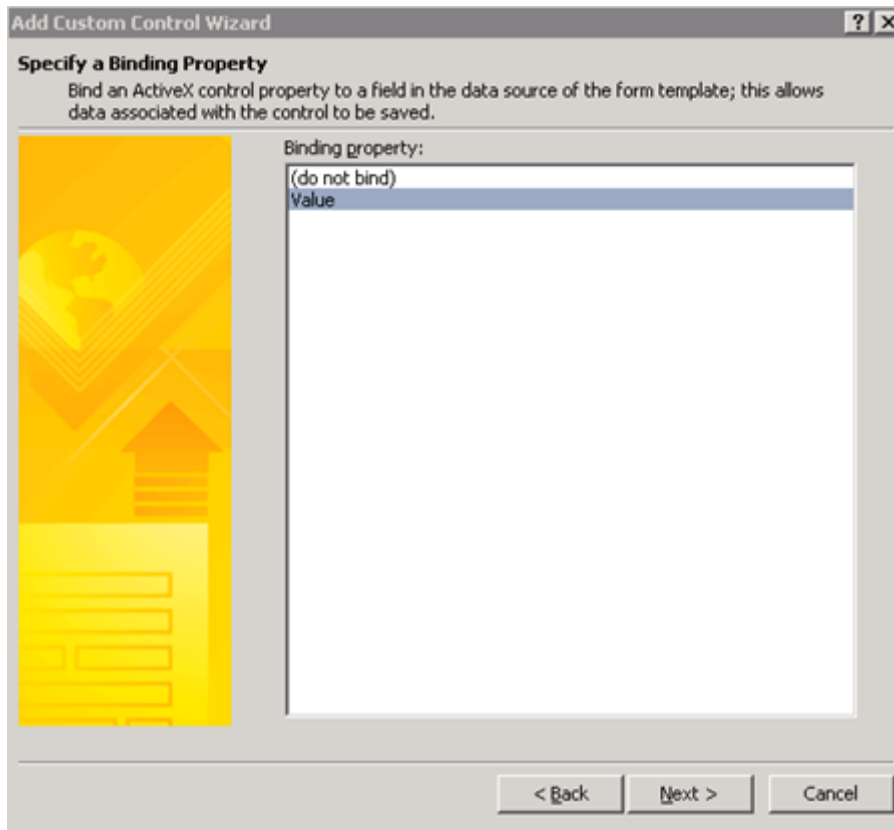 Add Custom Control Wizard
Specify a Binding Property
Bind an ActiveX control property to a field in the data source of the form template; this allows
data associated with the control to be saved.
Binding property:
(do not bind)
Value
< Back Next > Cancel